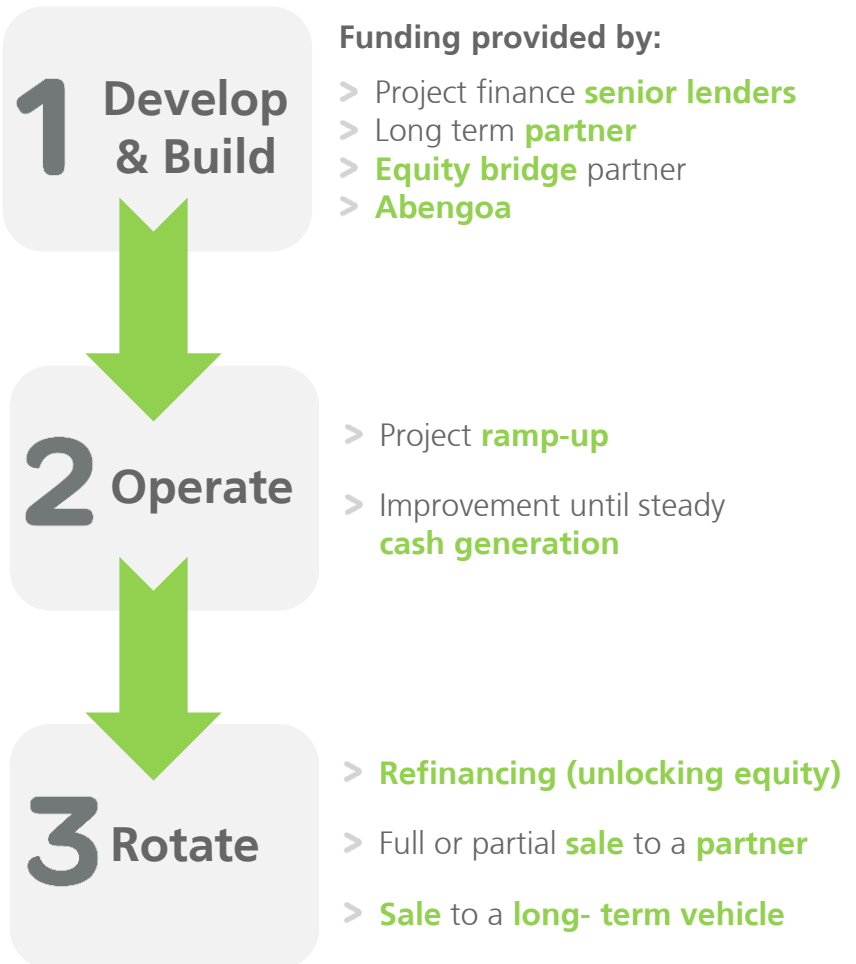 1 Develop
& Build
Funding provided by:
> Project finance senior lenders
> Long term partner
> Equity bridge partner
> Abengoa
2 Operate
> Project ramp-up
> Improvement until steady
cash generation
3 Rotate
> Refinancing (unlocking equity)
> Full or partial sale to a partner
> Sale to a long- term vehicle